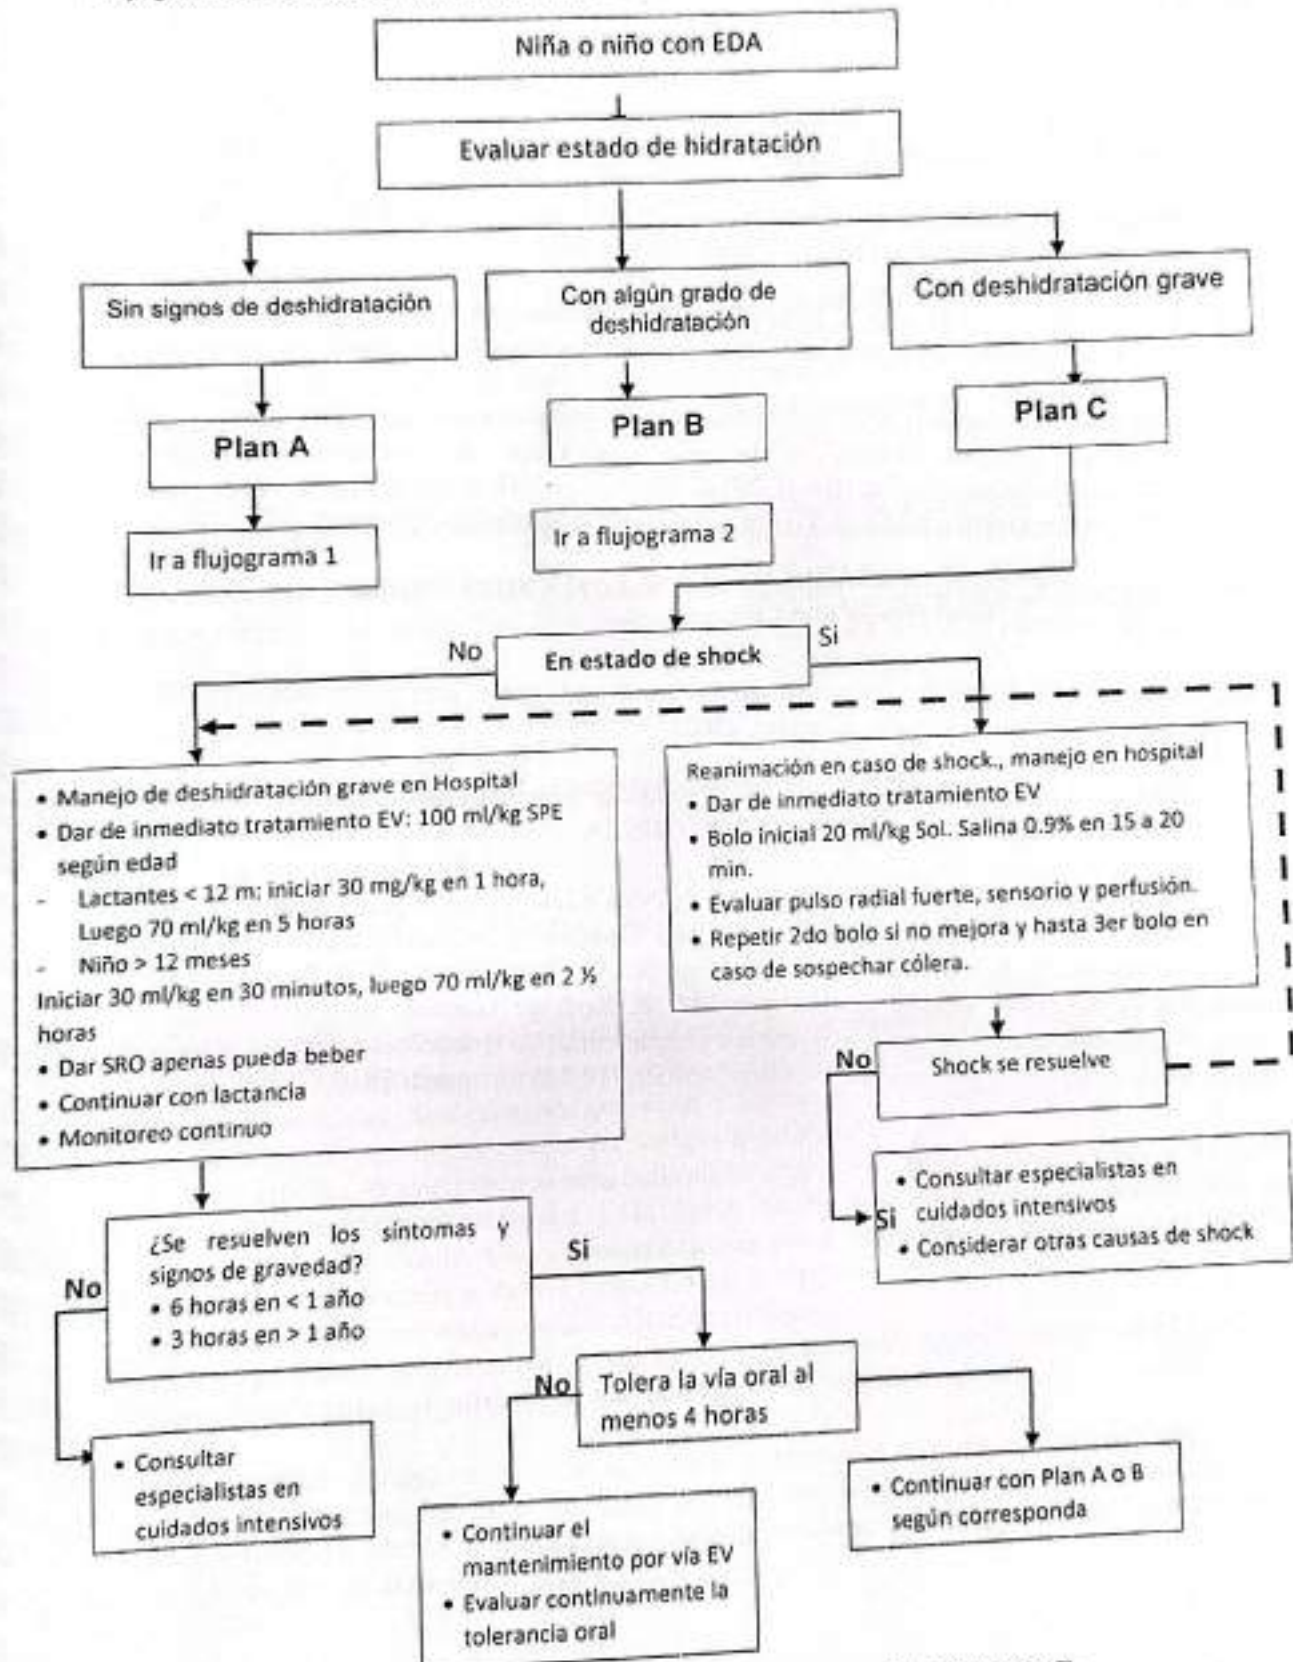 Niña o niño con EDA
Evaluar estado de hidratación
Sin signos de deshidratación
Con algún grado de
deshidratación
Con deshidratación grave
Plan A
Plan B
Plan C
Ir a flujograma 1
Ir a flujograma 2
No
En estado de shock
Si
• Manejo de deshidratación grave en Hospital
• Dar de inmediato tratamiento EV: 100 ml/kg SPE
según edad
- Lactantes < 12 m: iniciar 30 mg/kg en 1 hora,
Luego 70 ml/kg en 5 horas
- Niño > 12 meses
Iniciar 30 ml/kg en 30 minutos, luego 70 ml/kg en 2 ½
horas
• Dar SRO apenas pueda beber
• Continuar con lactancia
• Monitoreo continuo
Reanimación en caso de shock., manejo en hospital
• Dar de inmediato tratamiento EV
• Bolo inicial 20 ml/kg Sol. Salina 0.9% en 15 a 20
min.
• Evaluar pulso radial fuerte, sensorio y perfusión.
• Repetir 2do bolo si no mejora y hasta 3er bolo en
caso de sospechar cólera.
No
Shock se resuelve
Si
• Consultar especialistas en
cuidados intensivos
• Considerar otras causas de shock
¿Se resuelven los síntomas y
signos de gravedad?
• 6 horas en < 1 año
• 3 horas en > 1 año
No
Si
No
Tolera la vía oral al
menos 4 horas
• Consultar
especialistas en
cuidados intensivos
• Continuar el
mantenimiento por vía EV
• Evaluar continuamente la
tolerancia oral
• Continuar con Plan A o B
según corresponda